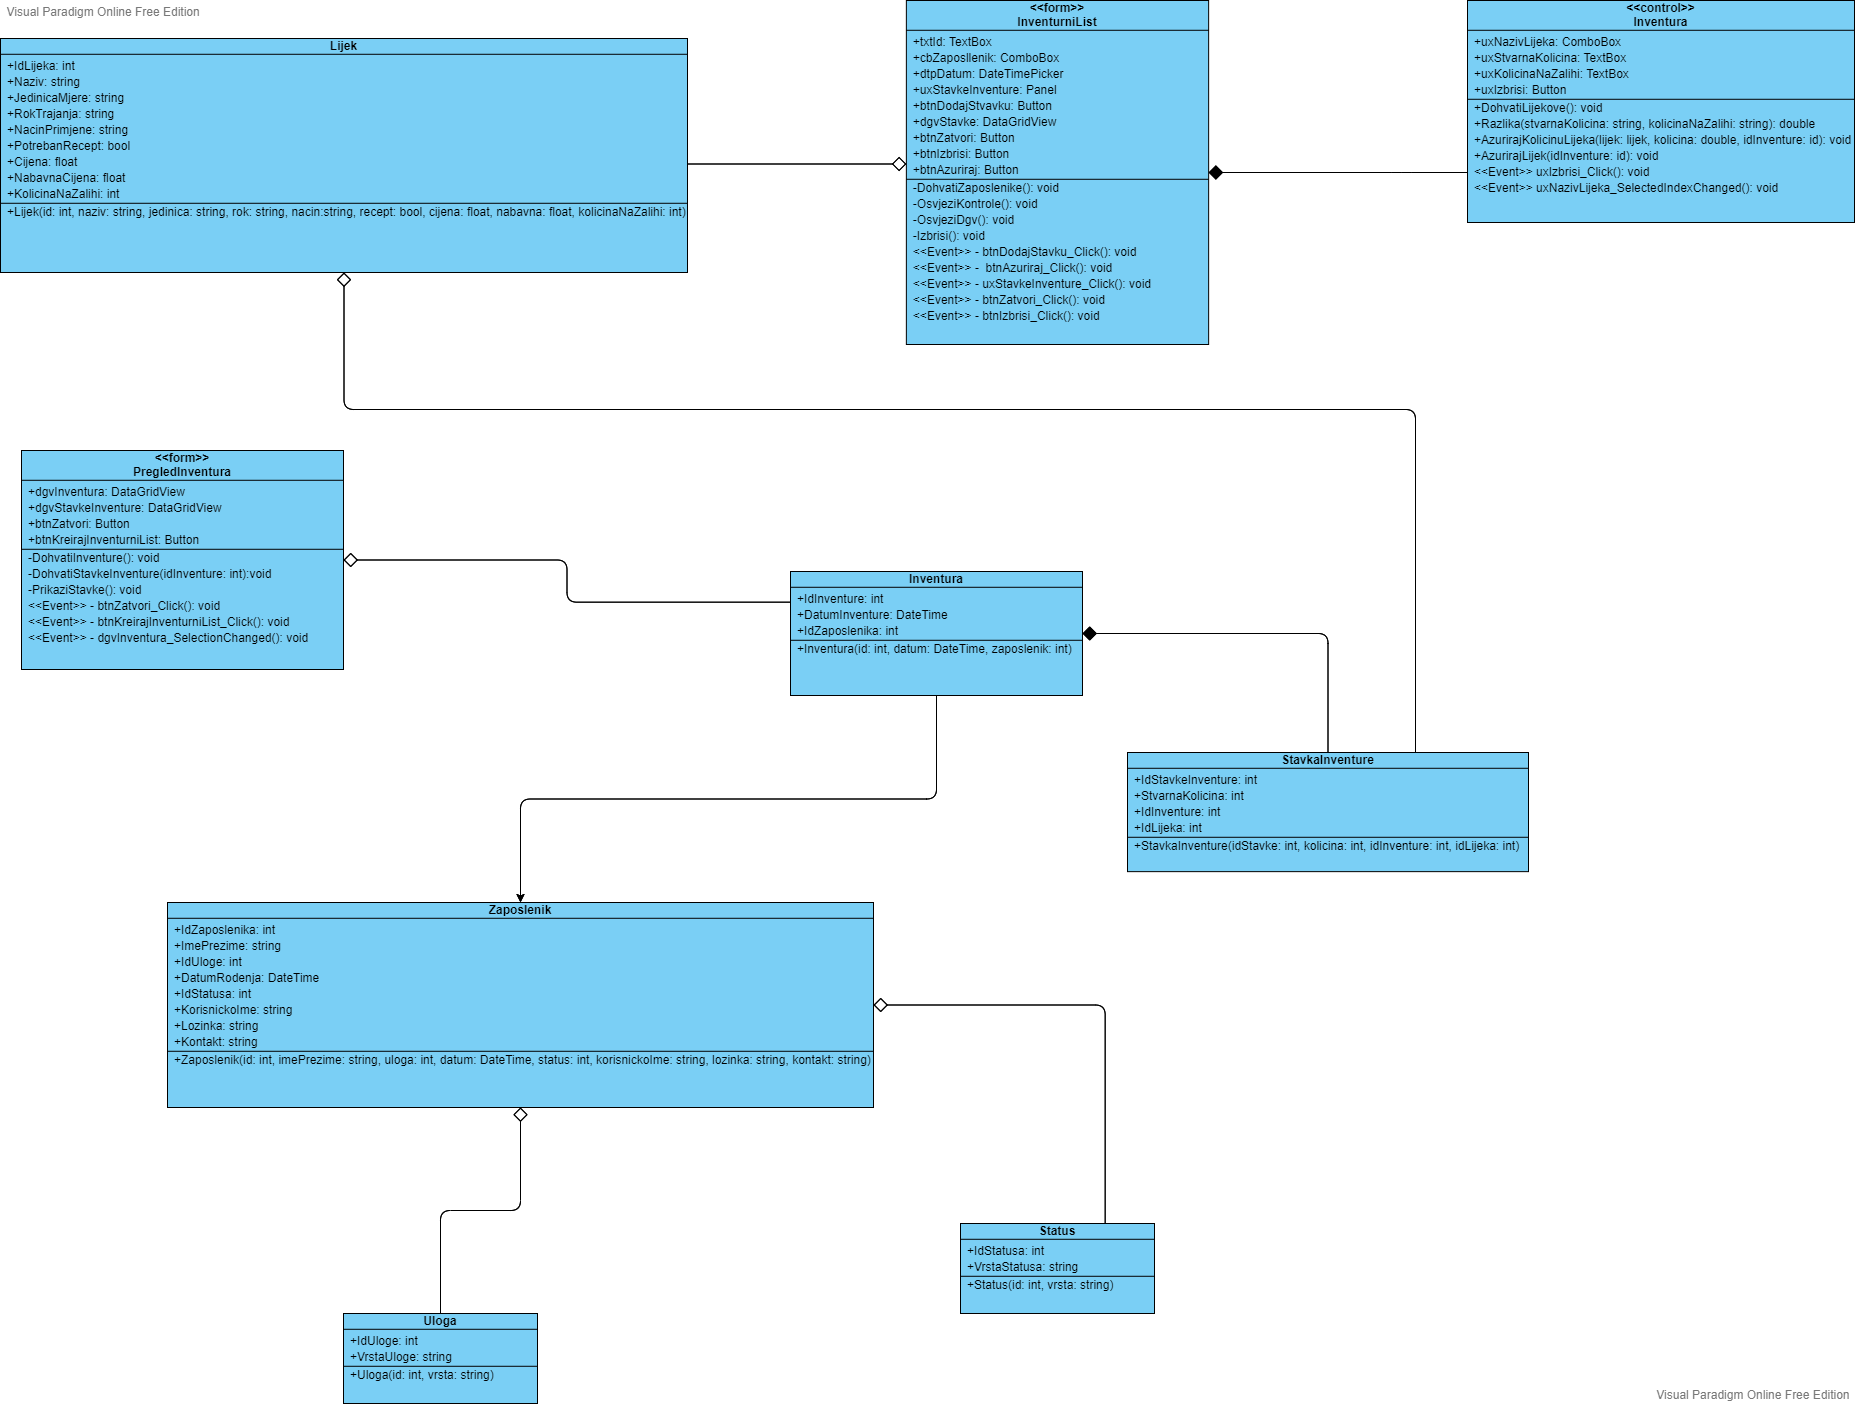 Visual Paradigm Online Free Edition
Lijek
+IdLijeka: int
+Naziv: string
+JedinicaMjere: string
+RokTrajanja: string
+NacinPrimjene: string
+PotrebanRecept: bool
+Cijena: float
+NabavnaCijena: float
+KolicinaNaZalihi: int
+Lijek(id: int, naziv: string, jedinica: string, rok: string, nacin:string, recept: bool, cijena: float, nabavna: float, kolicinaNaZalihi: int)
<<form>>
InventurniList
+txtId: TextBox
+cbZaposllenik: ComboBox
+dtpDatum: DateTimePicker
+uxStavkeInventure: Panel
+btnDodajStvavku: Button
+dgvStavke: DataGridView
+btnZatvori: Button
+btnIzbrisi: Button
+btnAzuriraj: Button
-DohvatiZaposlenike(): void
-OsvjeziKontrole(): void
-OsvjeziDgv(): void
-Izbrisi(): void
<<Event>> - btnDodajStavku_Click(): void
<<Event>> -  btnAzuriraj_Click(): void
<<Event>> - uxStavkeInventure_Click(): void
<<Event>> - btnZatvori_Click(): void
<<Event>> - btnIzbrisi_Click(): void
<<control>>
Inventura
+uxNazivLijeka: ComboBox
+uxStvarnaKolicina: TextBox
+uxKolicinaNaZalihi: TextBox
+uxIzbrisi: Button
+DohvatiLijekove(): void
+Razlika(stvarnaKolicina: string, kolicinaNaZalihi: string): double
+AzurirajKolicinuLijeka(lijek: lijek, kolicina: double, idInventure: id): void
+AzurirajLijek(idInventure: id): void
<<Event>> uxIzbrisi_Click(): void
<<Event>> uxNazivLijeka_SelectedIndexChanged(): void
<<form>>
PregledInventura
+dgvInventura: DataGridView
+dgvStavkeInventure: DataGridView
+btnZatvori: Button
+btnKreirajInventurniList: Button
-DohvatiInventure(): void
-DohvatiStavkeInventure(idInventure: int):void
-PrikaziStavke(): void
<<Event>> - btnZatvori_Click(): void
<<Event>> - btnKreirajInventurniList_Click(): void
<<Event>> - dgvInventura_SelectionChanged(): void
Inventura
+IdInventure: int
+DatumInventure: DateTime
+IdZaposlenika: int
+Inventura(id: int, datum: DateTime, zaposlenik: int)
StavkaInventure
+IdStavkeInventure: int
+StvarnaKolicina: int
+IdInventure: int
+IdLijeka: int
+StavkaInventure(idStavke: int, kolicina: int, idInventure: int, idLijeka: int)
Zaposlenik
+IdZaposlenika: int
+ImePrezime: string
+IdUloge: int
+DatumRodenja: DateTime
+IdStatusa: int
+KorisnickoIme: string
+Lozinka: string
+Kontakt: string
+Zaposlenik(id: int, imePrezime: string, uloga: int, datum: DateTime, status: int, korisnickoIme: string, lozinka: string, kontakt: string)
Status
+IdStatusa: int
+VrstaStatusa: string
+Status(id: int, vrsta: string)
Uloga
+IdUloge: int
+VrstaUloge: string
+Uloga(id: int, vrsta: string)
Visual Paradigm Online Free Edition